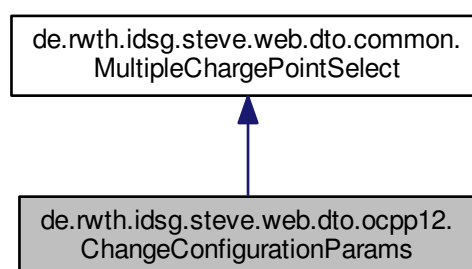 de.rwth.idsg.steve.web.dto.common.
MultipleChargePointSelect
de.rwth.idsg.steve.web.dto.ocpp12.
ChangeConfigurationParams